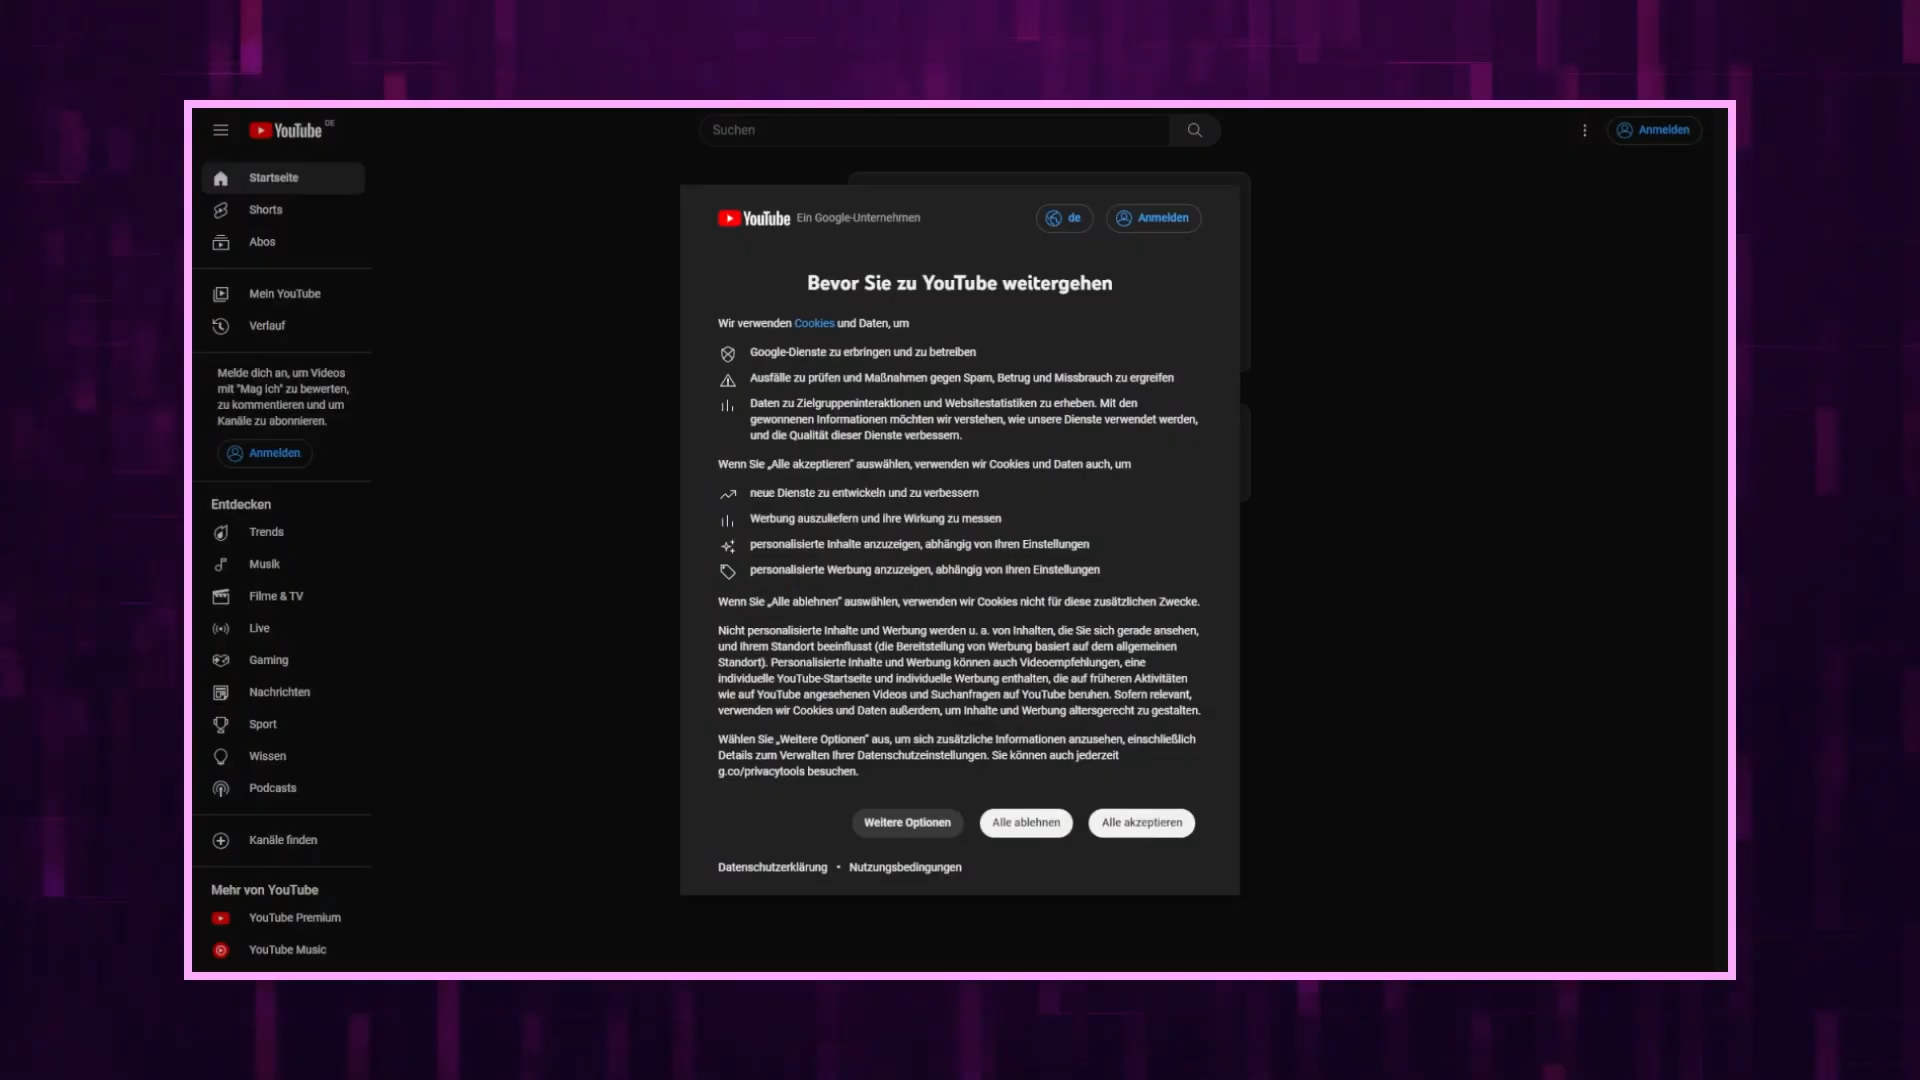 YouTube DE
Suchen
Anmelden
Startseite
Shorts
Abos
Mein YouTube
Verlauf
Melde dich an, um Videos
mit "Mag ich" zu bewerten,
zu kommentieren und um
Kanäle zu abonnieren.
Anmelden
Entdecken
Trends
Musik
Filme & TV
Live
Gaming
Nachrichten
Sport
Wissen
Podcasts
Kanäle finden
Mehr von YouTube
YouTube Premium
YouTube Music
YouTube Ein Google-Unternehmen
de
Anmelden
Bevor Sie zu YouTube weitergehen
Wir verwenden Cookies und Daten, um
Google-Dienste zu erbringen und zu betreiben
Ausfälle zu prüfen und Maßnahmen gegen Spam, Betrug und Missbrauch zu ergreifen
Daten zu Zielgruppeninteraktionen und Websitestatistiken zu erheben. Mit den
gewonnenen Informationen möchten wir verstehen, wie unsere Dienste verwendet werden,
und die Qualität dieser Dienste verbessern.
Wenn Sie „Alle akzeptieren“ auswählen, verwenden wir Cookies und Daten auch, um
neue Dienste zu entwickeln und zu verbessern
Werbung auszuliefern und ihre Wirkung zu messen
personalisierte Inhalte anzuzeigen, abhängig von Ihren Einstellungen
personalisierte Werbung anzuzeigen, abhängig von Ihren Einstellungen
Wenn Sie „Alle ablehnen“ auswählen, verwenden wir Cookies nicht für diese zusätzlichen Zwecke.
Nicht personalisierte Inhalte und Werbung werden u. a. von Inhalten, die Sie sich gerade ansehen,
und Ihrem Standort beeinflusst (die Bereitstellung von Werbung basiert auf dem allgemeinen
Standort). Personalisierte Inhalte und Werbung können auch Videoempfehlungen, eine
individuelle YouTube-Startseite und individuelle Werbung enthalten, die auf früheren Aktivitäten
wie auf YouTube angesehenen Videos und Suchanfragen auf YouTube beruhen. Sofern relevant,
verwenden wir Cookies und Daten außerdem, um Inhalte und Werbung altersgerecht zu gestalten.
Wählen Sie „Weitere Optionen“ aus, um sich zusätzliche Informationen anzusehen, einschließlich
Details zum Verwalten Ihrer Datenschutzeinstellungen. Sie können auch jederzeit
g.co/privacytools besuchen.
Weitere Optionen
Alle ablehnen
Alle akzeptieren
Datenschutzerklärung • Nutzungsbedingungen